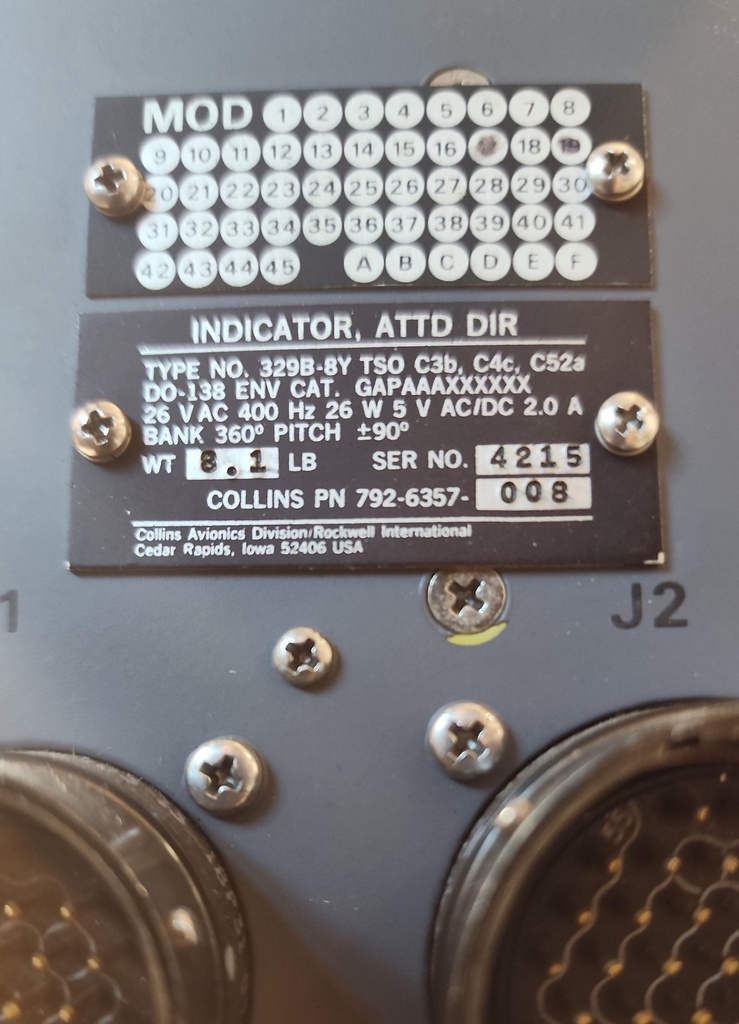 MOD 1 2 3 4 5 6 7 8
9 10 11 12 13 14 15 16 18 19
20 21 22 23 24 25 26 27 28 29 30
31 32 33 34 35 36 37 38 39 40 41
42 43 44 45 A B C D E F
INDICATOR, ATTD DIR
TYPE NO. 329B-8Y TSO C3b, C4c, C52a
DO-138 ENV CAT. GAPAAAXXXXXX
26 VAC 400 Hz 26 W 5 V AC/DC 2.0 A
BANK 360° PITCH ±90°
WT 8.1 LB SER NO. 4215
COLLINS PN 792-6357- 008
Collins Avionics Division/Rockwell International
Cedar Rapids, Iowa 52406 USA
1 J2
55